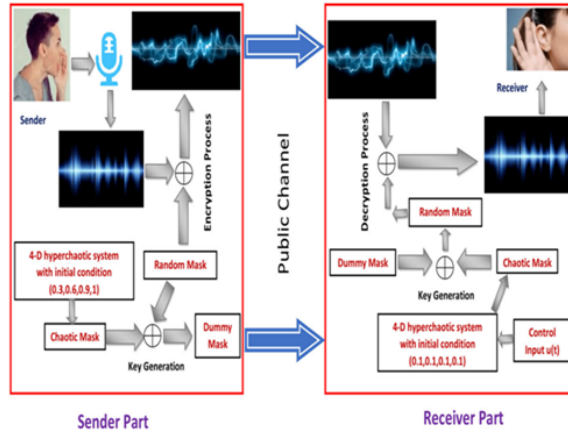 Sender
Encryption Process
4-D hyperchaotic system
with initial condition
(0.3,0.6,0.9,1)
Random Mask
Chaotic Mask
Dummy
Mask
Key Generation
Sender Part
Public Channel
Receiver
Decryption Process
Random Mask
Dummy Mask
Chaotic Mask
Key Generation
4-D hyperchaotic system
with initial condition
(0.1,0.1,0.1,0.1)
Control
Input u(t)
Receiver Part